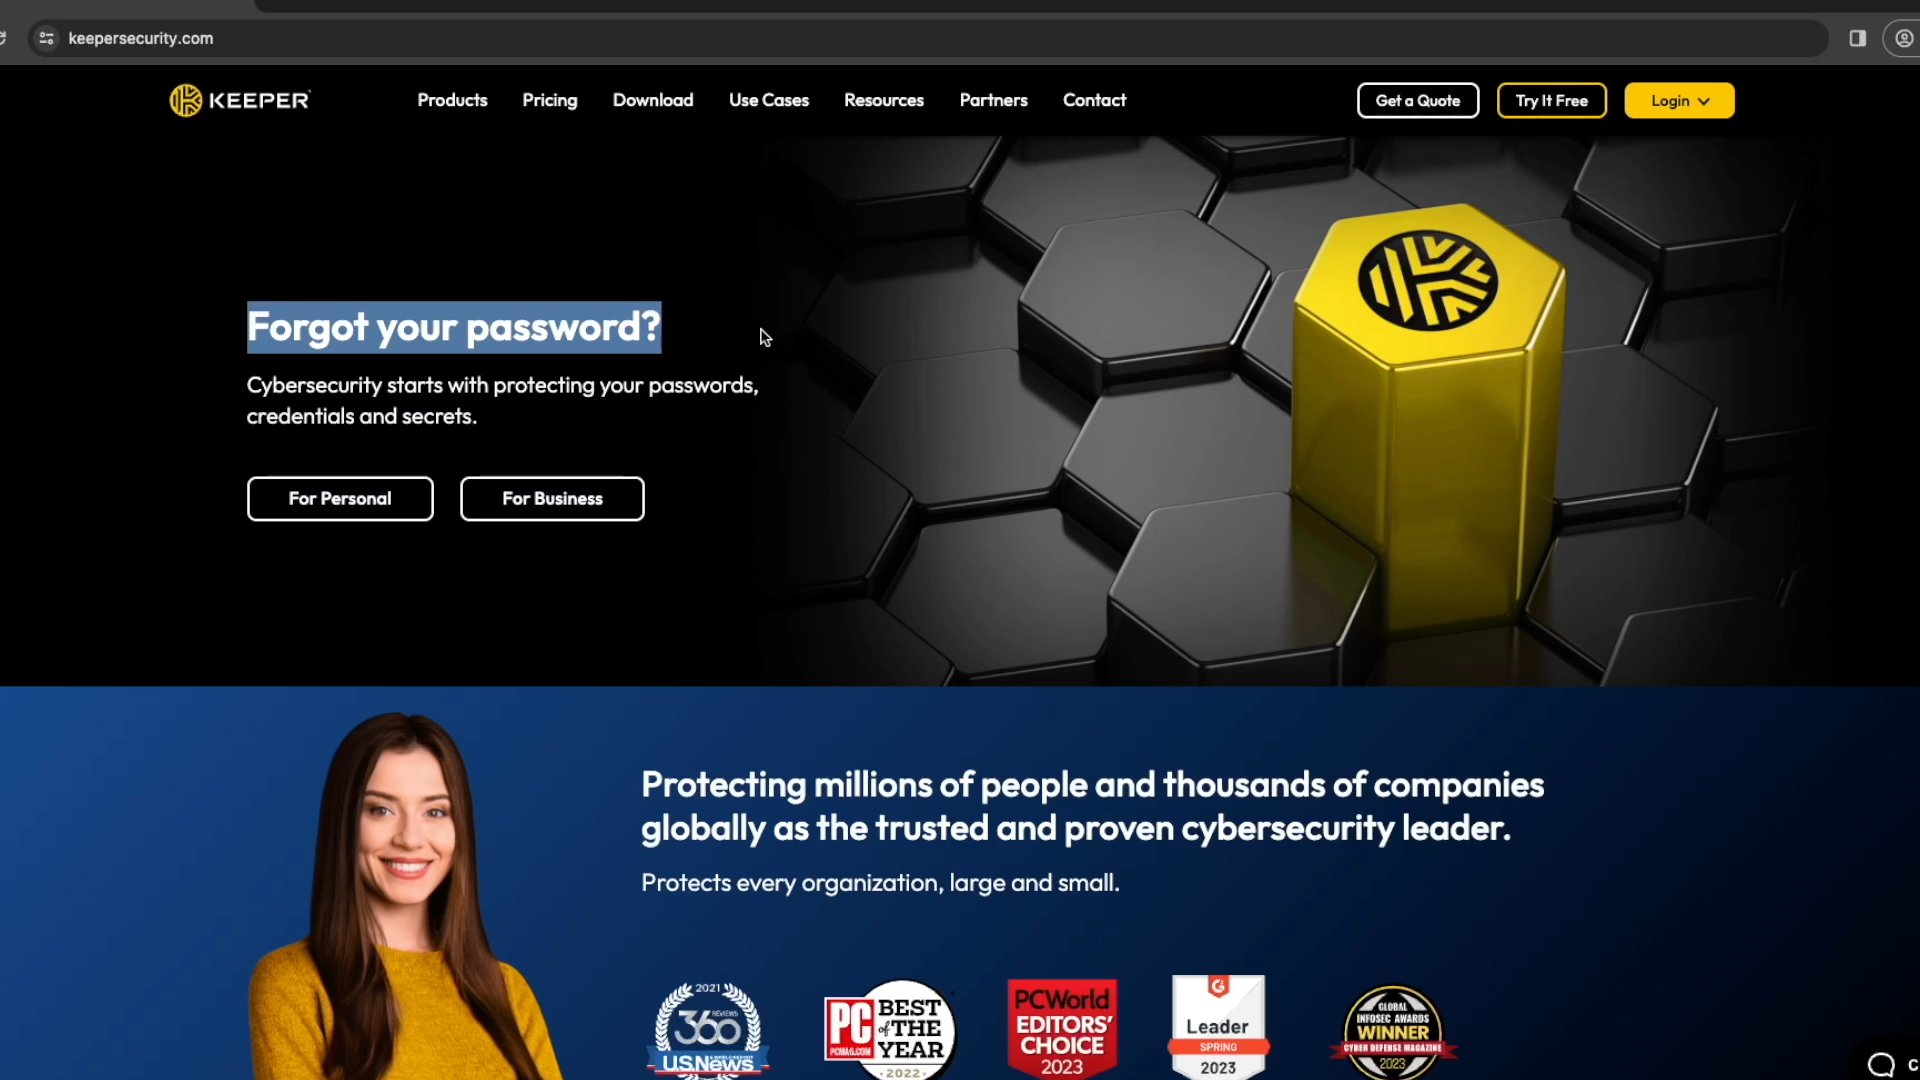 keepersecurity.com
KEEPER
Products Pricing Download Use Cases Resources Partners Contact
Get a Quote Try It Free Login
Forgot your password?
Cybersecurity starts with protecting your passwords,
credentials and secrets.
For Personal For Business
Protecting millions of people and thousands of companies
globally as the trusted and proven cybersecurity leader.
Protects every organization, large and small.
2021
360
REVIEWS
U.S.News
PC
PCMAG.COM
BEST
of THE
YEAR
2022
PCWorld
EDITORS'
CHOICE
2023
Leader
SPRING
2023
GLOBAL
INFOSEC AWARDS
WINNER
CYBER DEFENSE MAGAZINE
2023